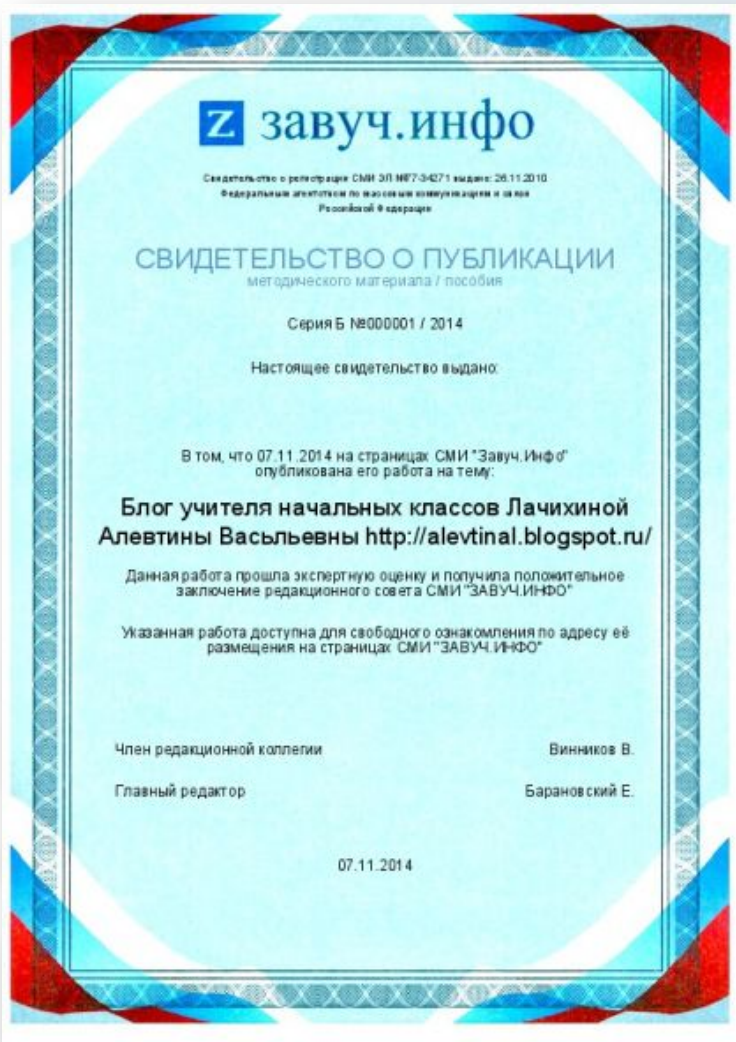 Z завуч.инфо
Свидетельство о регистрации СМИ ЭЛ №77-34271 выдано: 26.11.2010
Федеральным агентством по массовым коммуникациям и связи
Российской Федерации
СВИДЕТЕЛЬСТВО О ПУБЛИКАЦИИ
методического материала / пособия
Серия Б №000001 / 2014
Настоящее свидетельство выдано:
В том, что 07.11.2014 на страницах СМИ "Завуч.Инфо"
опубликована его работа на тему:
Блог учителя начальных классов Лачихиной
Алевтины Васьльевны http://alevtinal.blogspot.ru/
Данная работа прошла экспертную оценку и получила положительное
заключение редакционного совета СМИ "ЗАВУЧ.ИНФО"
Указанная работа доступна для свободного ознакомления по адресу её
размещения на страницах СМИ "ЗАВУЧ.ИНФО"
Член редакционной коллегии Винников В.
Главный редактор Барановский Е.
07.11.2014